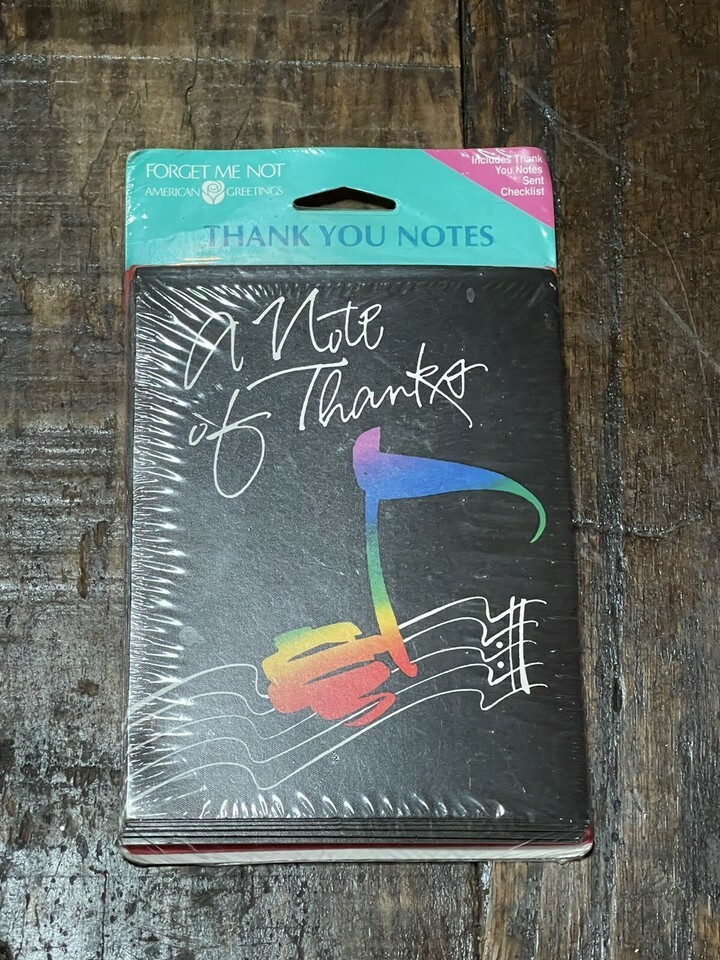 FORGET ME NOT
AMERICAN GREETINGS
Includes Thank
You Notes
Sent
Checklist
THANK YOU NOTES
A Note
of Thanks